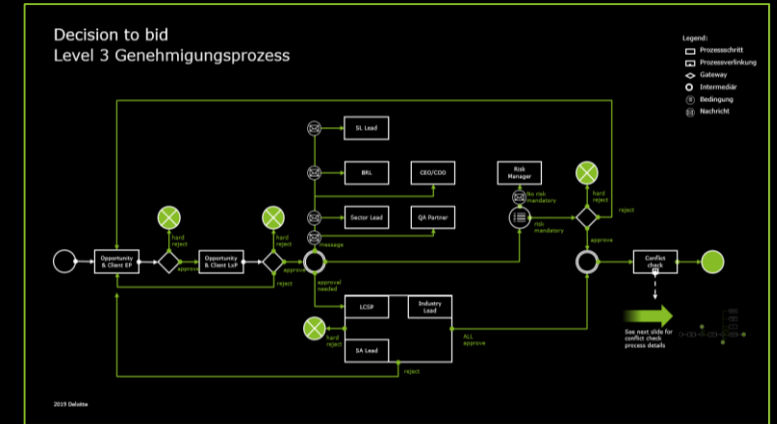 Decision to bid
Level 3 Genehmigungsprozess
Legend:
Prozessschritt
Prozessverlinkung
Gateway
Intermediär
Bedingung
Nachricht
SL Lead
BRL
CEO/COO
Risk
Manager
No risk
mandatory
hard
reject
reject
Sector Lead
QA Partner
risk
mandatory
message
hard
reject
hard
reject
approve
Opportunity
& Client EP
approve
Opportunity
& Client LvP
approve
reject
approval
needed
Conflict
check
LCSP
Industry
Lead
hard
reject
SA Lead
ALL
approve
reject
See next slide for
conflict check
process details
2019 Deloitte